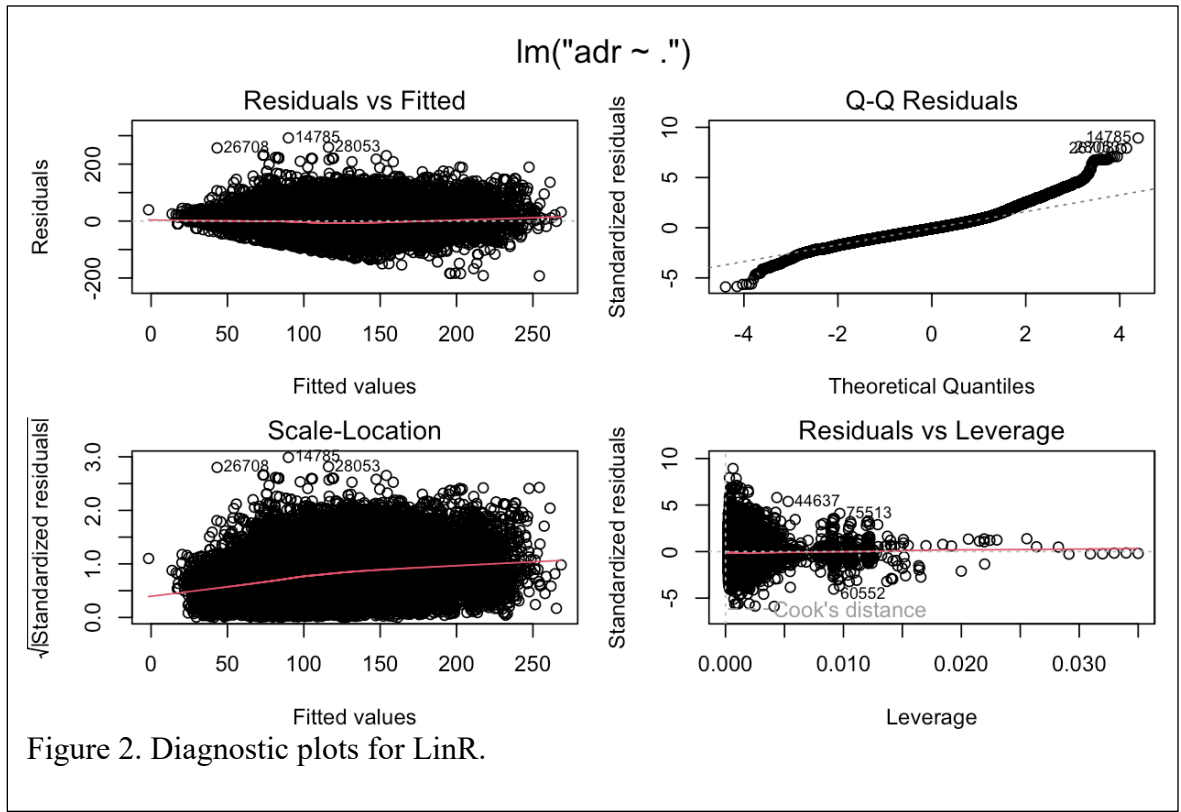 lm("adr ~ .")
Residuals vs Fitted
Residuals
200
0
-200
26708
14785
28053
0 50 100 150 200 250
Fitted values
Q-Q Residuals
Standardized residuals
10
5
0
-5
14785
-4 -2 0 2 4
Theoretical Quantiles
Scale-Location
√|Standardized residuals|
3.0
2.0
1.0
0.0
26708
14785
28053
0 50 100 150 200 250
Fitted values
Residuals vs Leverage
Standardized residuals
10
5
0
-5
44637
75513
60552
Cook's distance
0.000 0.010 0.020 0.030
Leverage
Figure 2. Diagnostic plots for LinR.